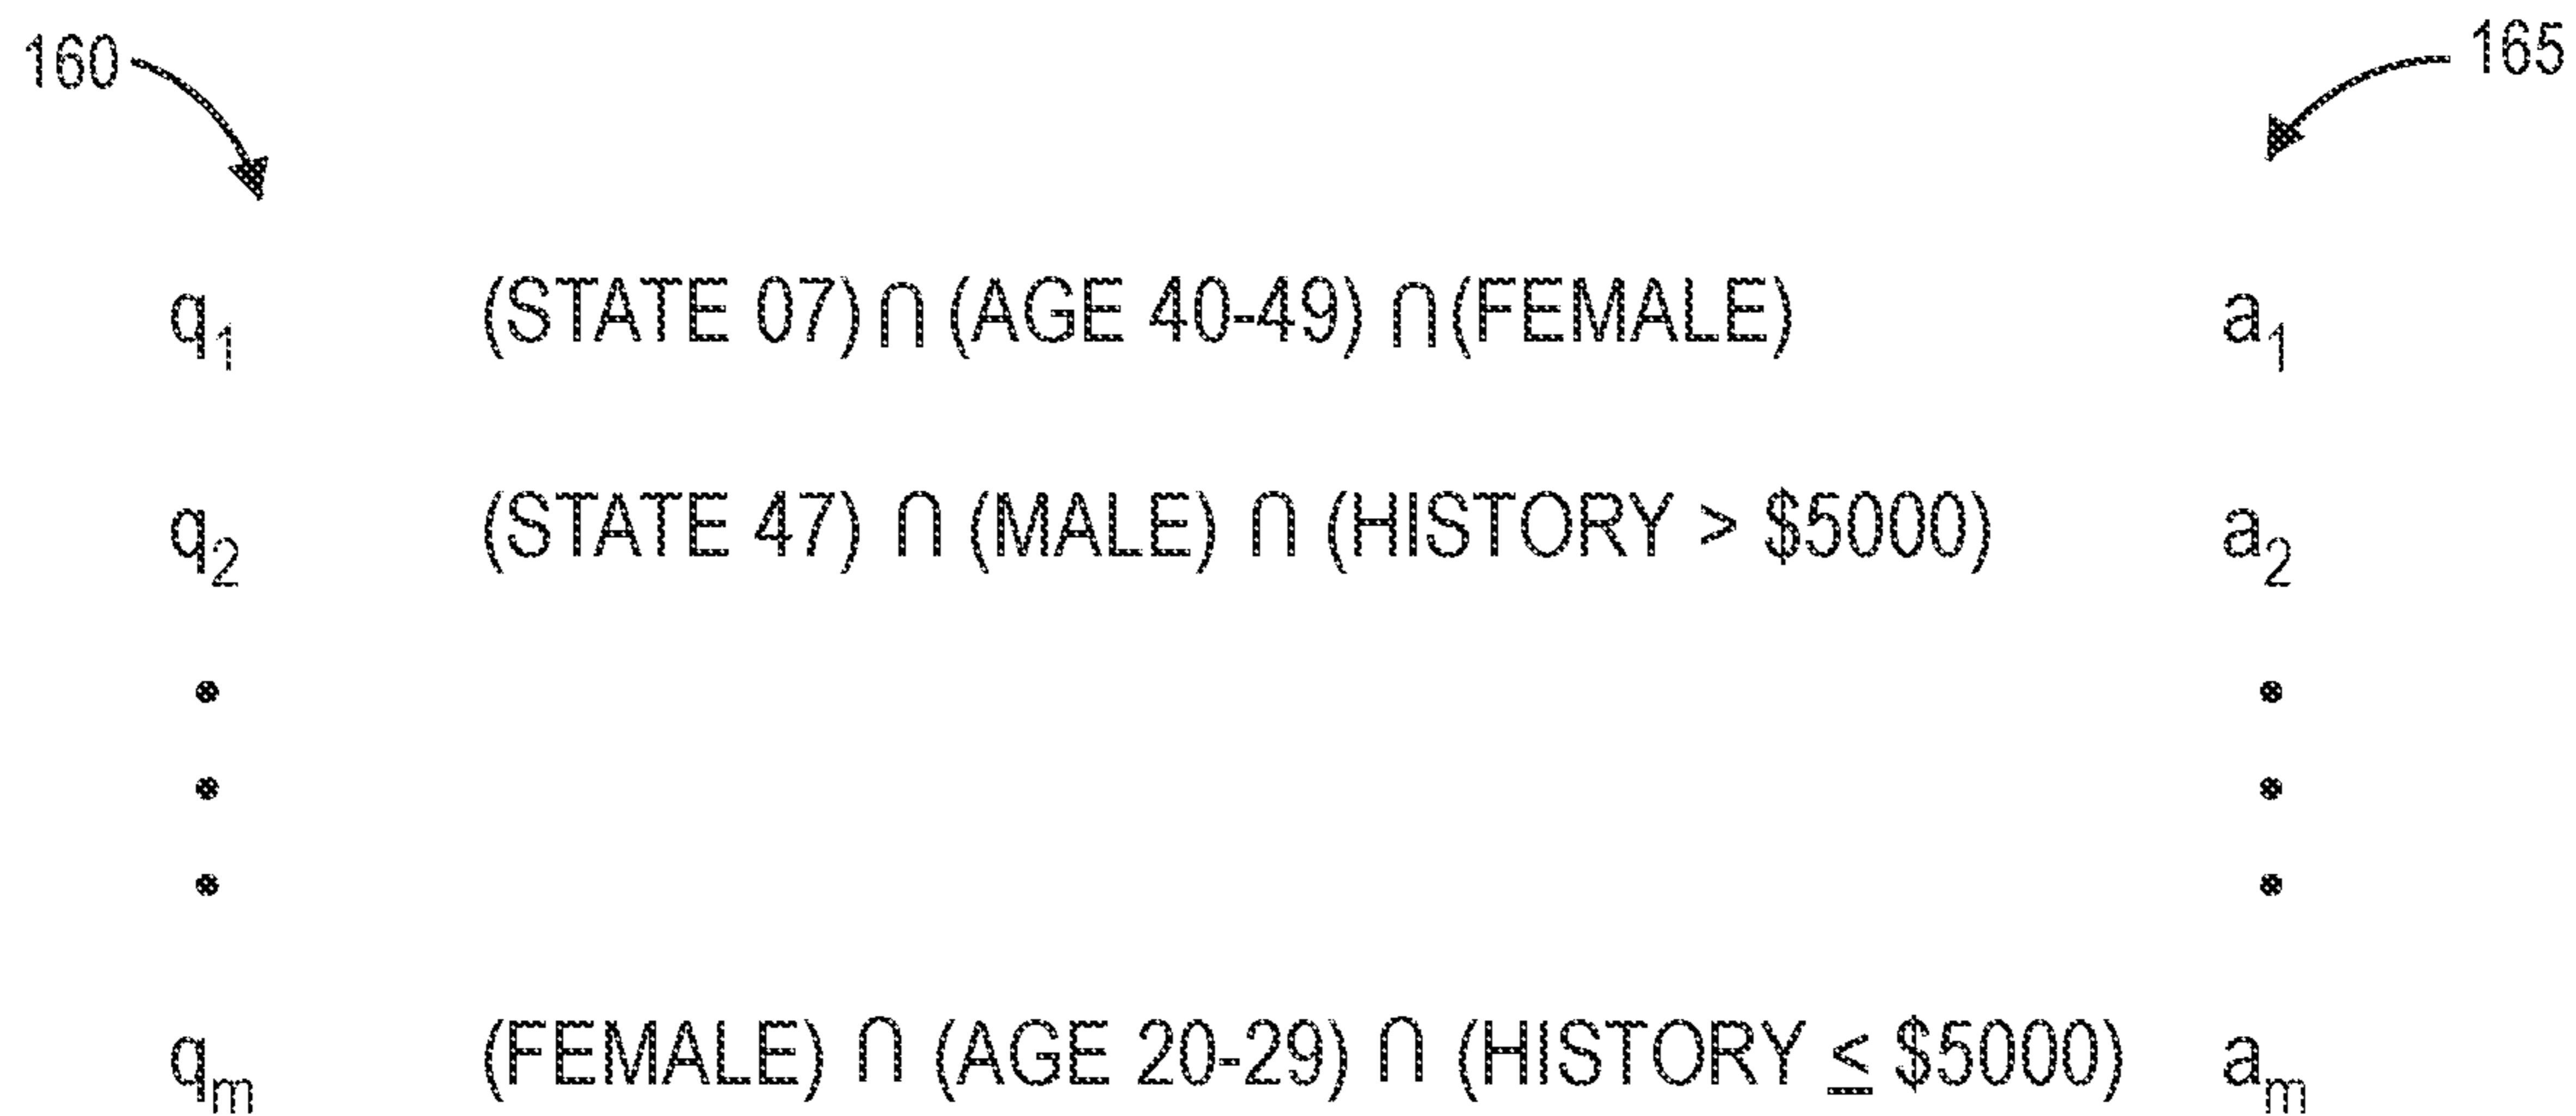 160 165
q₁ (STATE 07) ∩ (AGE 40-49) ∩ (FEMALE) a₁
q₂ (STATE 47) ∩ (MALE) ∩ (HISTORY > $5000) a₂
qₘ (FEMALE) ∩ (AGE 20-29) ∩ (HISTORY ≤ $5000) aₘ